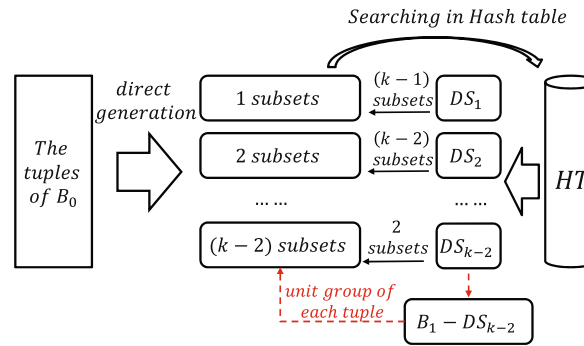 Searching in Hash table
The
tuples
of B₀
direct
generation
1 subsets
(k − 1)
subsets
DS₁
2 subsets
(k − 2)
subsets
DS₂
... ...
... ...
HT
(k − 2) subsets
2
subsets
DSₖ₋₂
unit group of
each tuple
B₁ − DSₖ₋₂